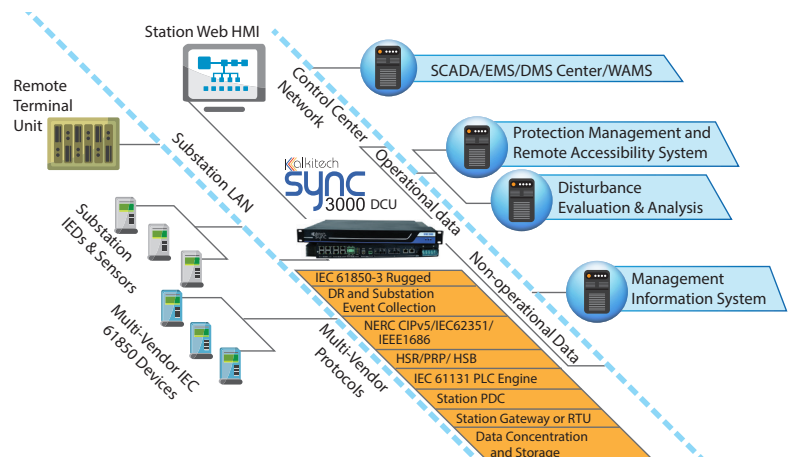 Station Web HMI
Remote
Terminal
Unit
Control Center
Network
SCADA/EMS/DMS Center/WAMS
Substation LAN
Operational data
Protection Management and
Remote Accessibility System
Kalkitech
sync
3000 DCU
Disturbance
Evaluation & Analysis
Substation
IEDs & Sensors
Non-operational Data
Management
Information System
Multi-Vendor IEC
61850 Devices
Multi-Vendor
Protocols
IEC 61850-3 Rugged
DR and Substation
Event Collection
NERC CIPv5/IEC62351/
IEEE1686
HSR/PRP/ HSB
IEC 61131 PLC Engine
Station PDC
Station Gateway or RTU
Data Concentration
and Storage